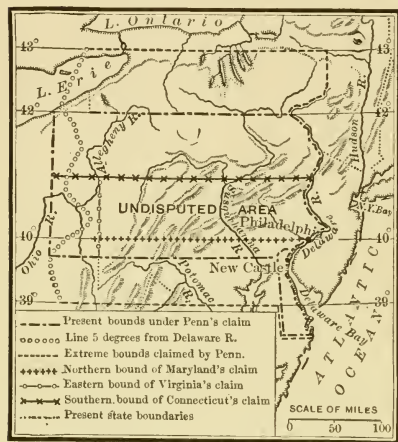 L. Ontario
43
43
L. Erie
42
42
Allegheny R.
Hudson R.
R.
N.Y. Bay
UNDISPUTED AREA
Susquehanna R.
Philadelphia
Delaware
40
40
Ohio R.
New Castle
Potomac R.
Delaware Bay
39
39
ATLANTIC
OCEAN
Present bounds under Penn's claim
Line 5 degrees from Delaware R.
Extreme bounds claimed by Penn.
Northern bound of Maryland's claim
Eastern bound of Virginia's claim
Southern bound of Connecticut's claim
Present state boundaries
SCALE OF MILES
0 50 100